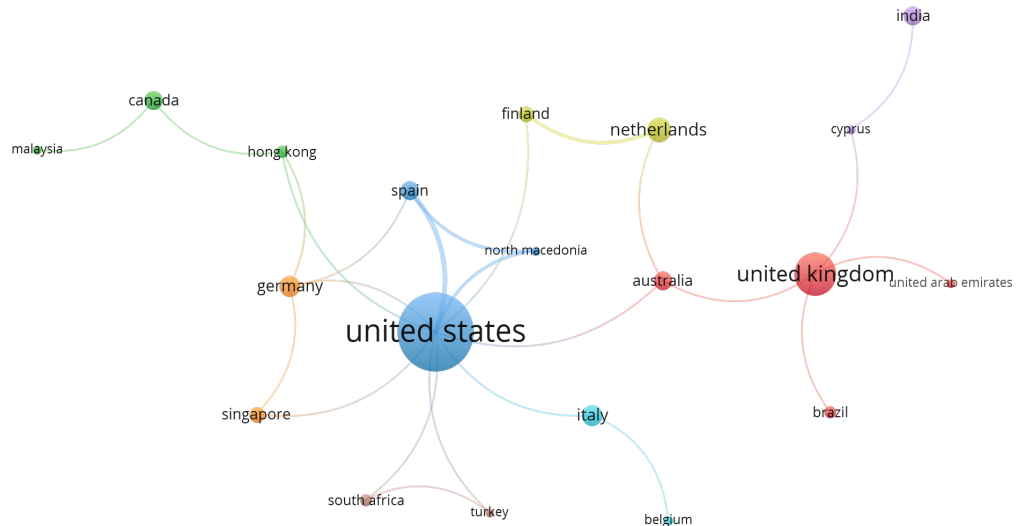 india
canada
finland
netherlands
cyprus
malaysia
hong kong
spain
north macedonia
united kingdom
australia
united arab emirates
germany
united states
singapore
italy
brazil
south africa
turkey
belgium